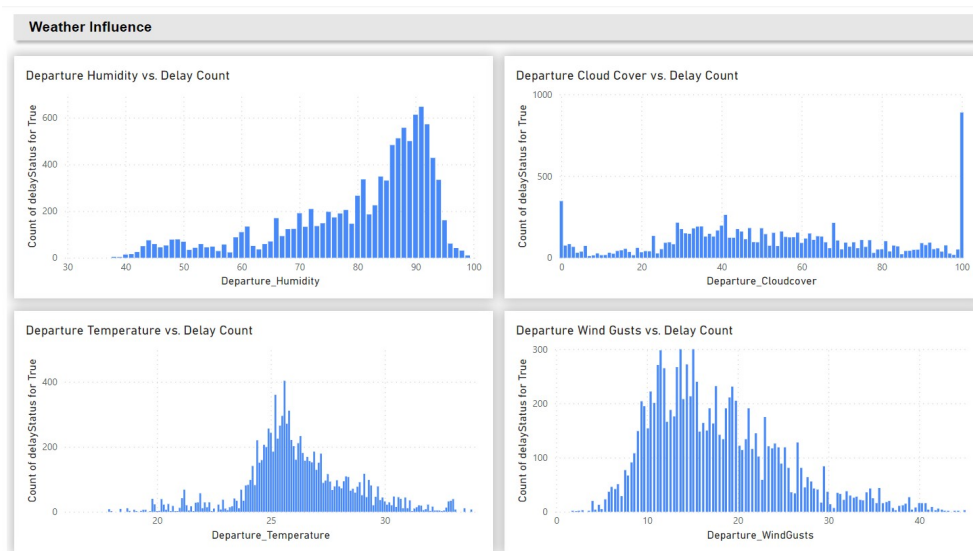 Weather Influence
Departure Humidity vs. Delay Count
Count of delayStatus for True
600
400
200
0
30 40 50 60 70 80 90 100
Departure_Humidity
Departure Cloud Cover vs. Delay Count
Count of delayStatus for True
1000
500
0
0 20 40 60 80 100
Departure_Cloudcover
Departure Temperature vs. Delay Count
Count of delayStatus for True
400
200
0
20 25 30
Departure_Temperature
Departure Wind Gusts vs. Delay Count
Count of delayStatus for True
300
200
100
0
0 10 20 30 40
Departure_WindGusts